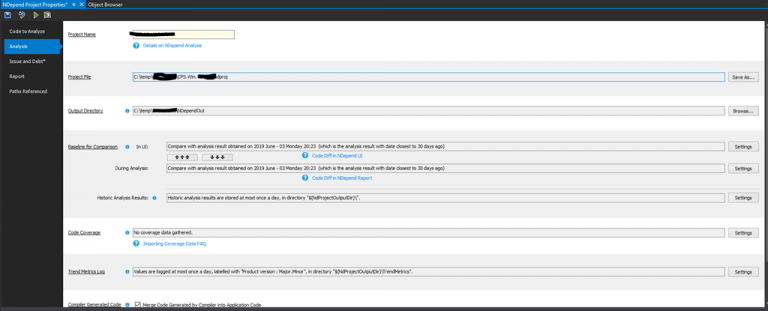 NDepend Project Properties*
Object Browser
Code to Analyze
Analysis
Issue and Debt*
Report
Paths Referenced
Project Name
Details on NDepend Analysis
Project File
C:\temp\ \CPS.Win. dproj
Save As...
Output Directory
C:\temp\ \NDependOut
Browse...
Baseline for Comparison
In UI:
Compare with analysis result obtained on 2019 June - 03 Monday 20:23 (which is the analysis result with date closest to 30 days ago)
Settings
Code Diff in NDepend UI
During Analysis:
Compare with analysis result obtained on 2019 June - 03 Monday 20:23 (which is the analysis result with date closest to 30 days ago)
Settings
Code Diff in NDepend Report
Historic Analysis Results:
Historic analysis results are stored at most once a day, in directory "$(NdProjectOutputDir)\".
Settings
Code Coverage
No coverage data gathered.
Settings
Importing Coverage Data FAQ
Trend Metrics Log
Values are logged at most once a day, labelled with "Product version : Major.Minor", in directory "$(NdProjectOutputDir)\TrendMetrics".
Settings
Compiler Generated Code
Merge Code Generated by Compiler into Application Code